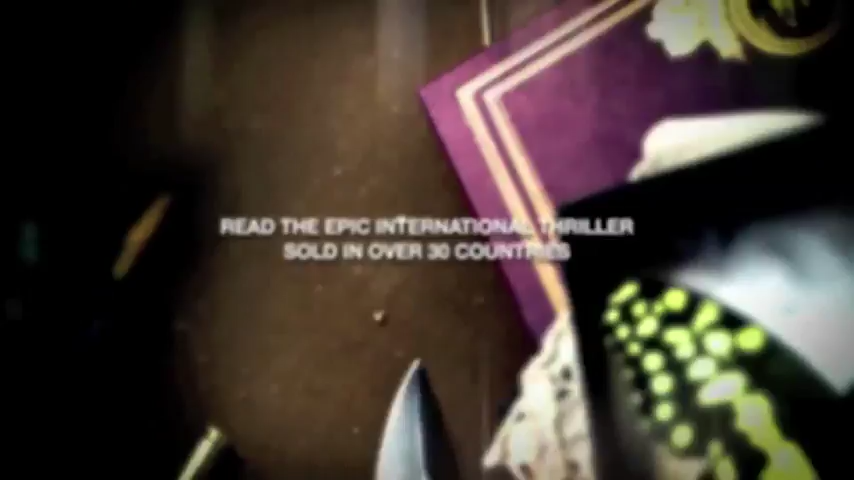 READ THE EPIC INTERNATIONAL THRILLER
SOLD IN OVER 30 COUNTRIES